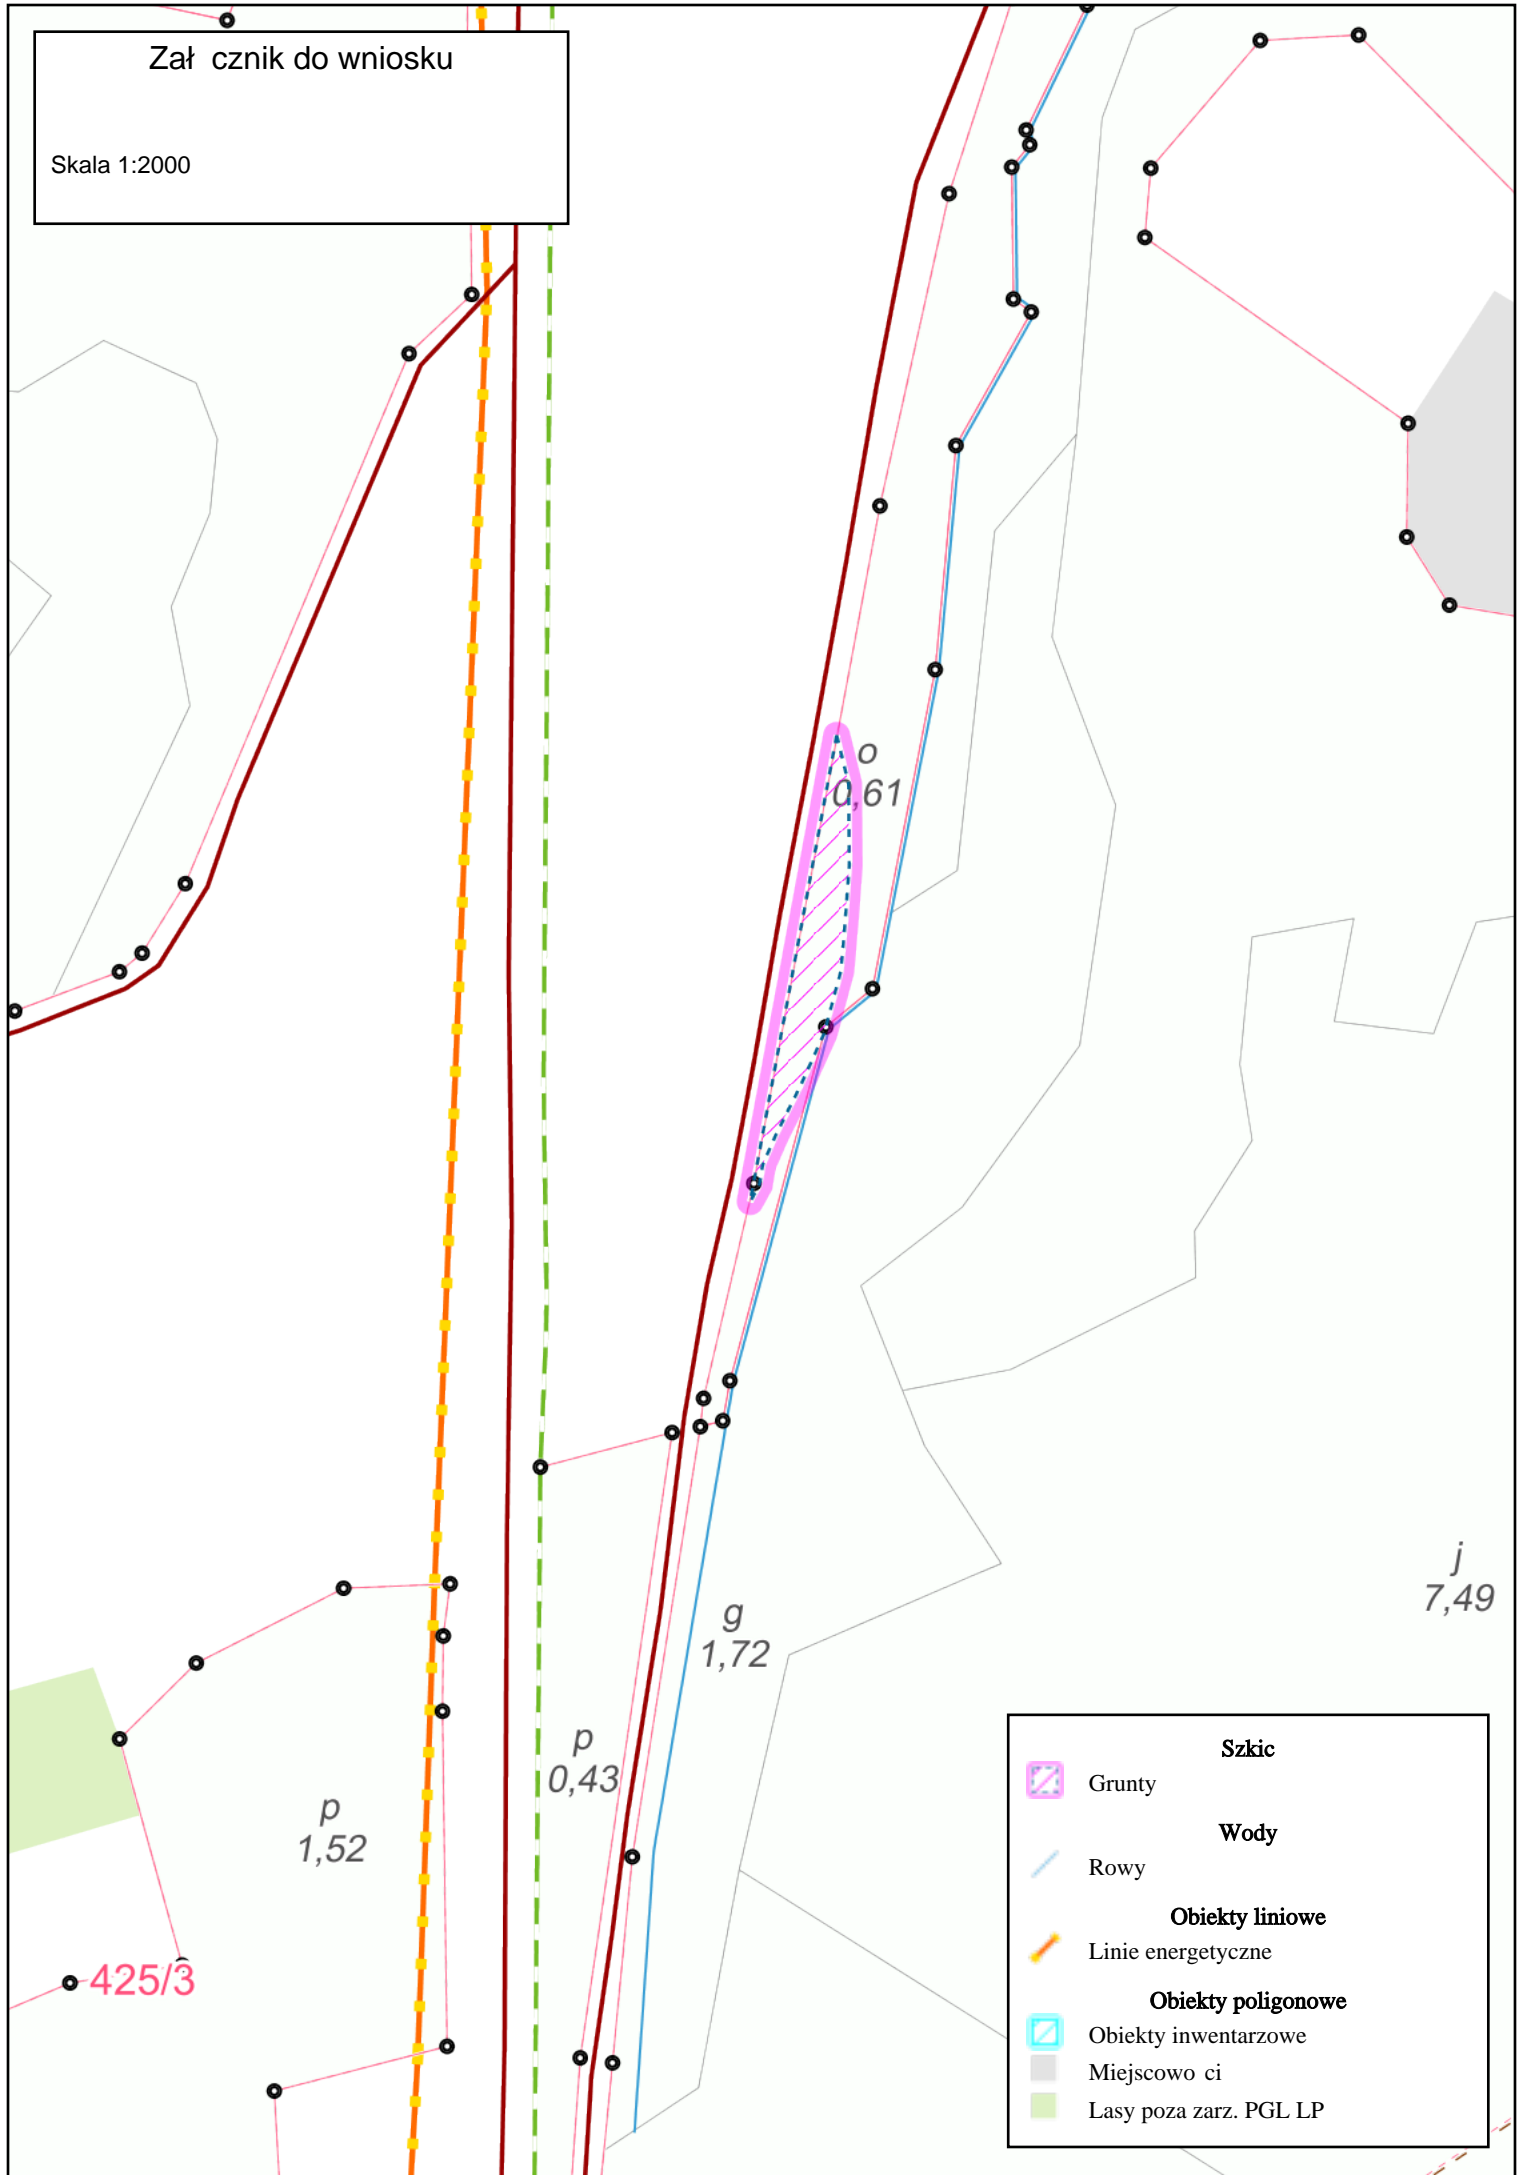 Zał cznik do wniosku
Skala 1:2000
o
0,61
j
7,49
g
1,72
p
0,43
p
1,52
425/3
Szkic
Grunty
Wody
Rowy
Obiekty liniowe
Linie energetyczne
Obiekty poligonowe
Obiekty inwentarzowe
Miejscowo ci
Lasy poza zarz. PGL LP